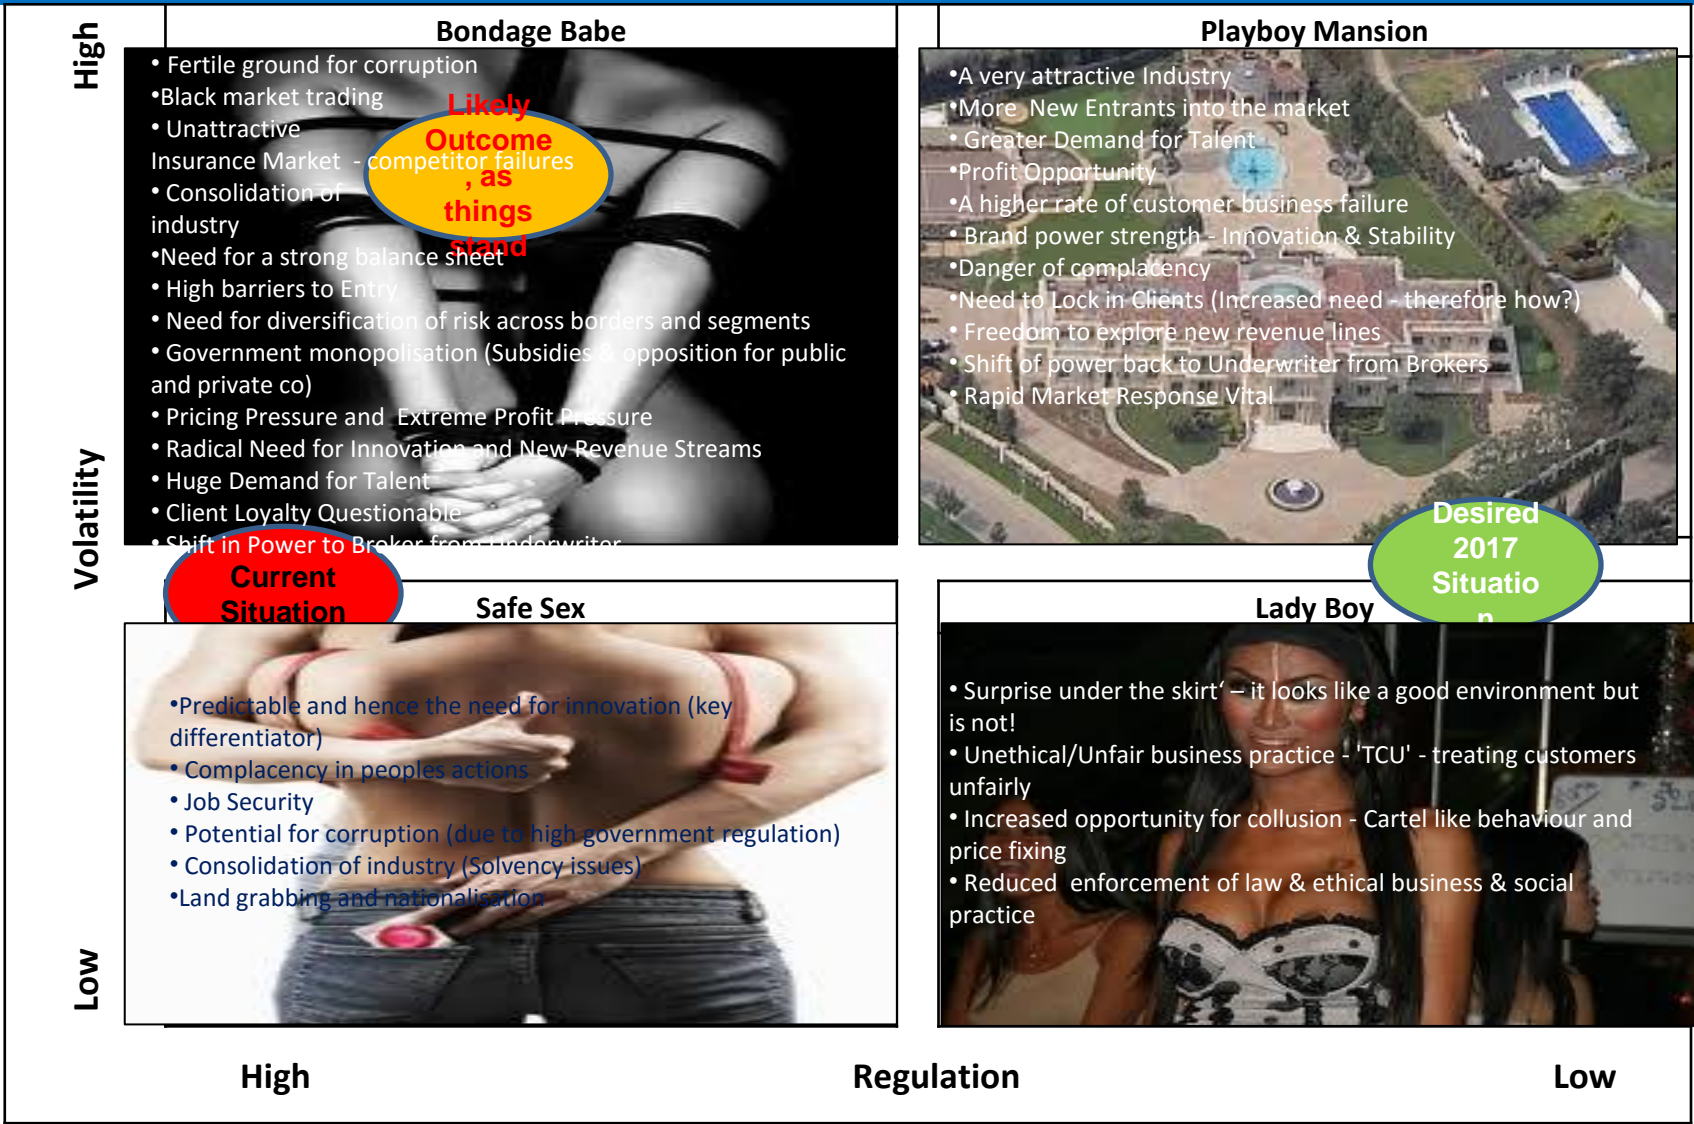 High
Volatility
Low
Bondage Babe
• Fertile ground for corruption
•Black market trading
• Unattractive
Insurance Market - competitor failures
• Consolidation of
industry
•Need for a strong balance sheet
• High barriers to Entry
• Need for diversification of risk across borders and segments
• Government monopolisation (Subsidies & opposition for public
and private co)
• Pricing Pressure and Extreme Profit Pressure
• Radical Need for Innovation and New Revenue Streams
• Huge Demand for Talent
• Client Loyalty Questionable
• Shift in Power to Broker from Underwriter
Likely
Outcome
, as
things
stand
Playboy Mansion
•A very attractive Industry
•More New Entrants into the market
• Greater Demand for Talent
•Profit Opportunity
•A higher rate of customer business failure
• Brand power strength - Innovation & Stability
•Danger of complacency
•Need to Lock in Clients (Increased need - therefore how?)
• Freedom to explore new revenue lines
• Shift of power back to Underwriter from Brokers
• Rapid Market Response Vital
Current
Situation
Desired
2017
Situatio
n
Safe Sex
•Predictable and hence the need for innovation (key
differentiator)
• Complacency in peoples actions
• Job Security
• Potential for corruption (due to high government regulation)
• Consolidation of industry (Solvency issues)
•Land grabbing and nationalisation
Lady Boy
• Surprise under the skirt‘ – it looks like a good environment but
is not!
• Unethical/Unfair business practice - 'TCU' - treating customers
unfairly
• Increased opportunity for collusion - Cartel like behaviour and
price fixing
• Reduced enforcement of law & ethical business & social
practice
High
Regulation
Low